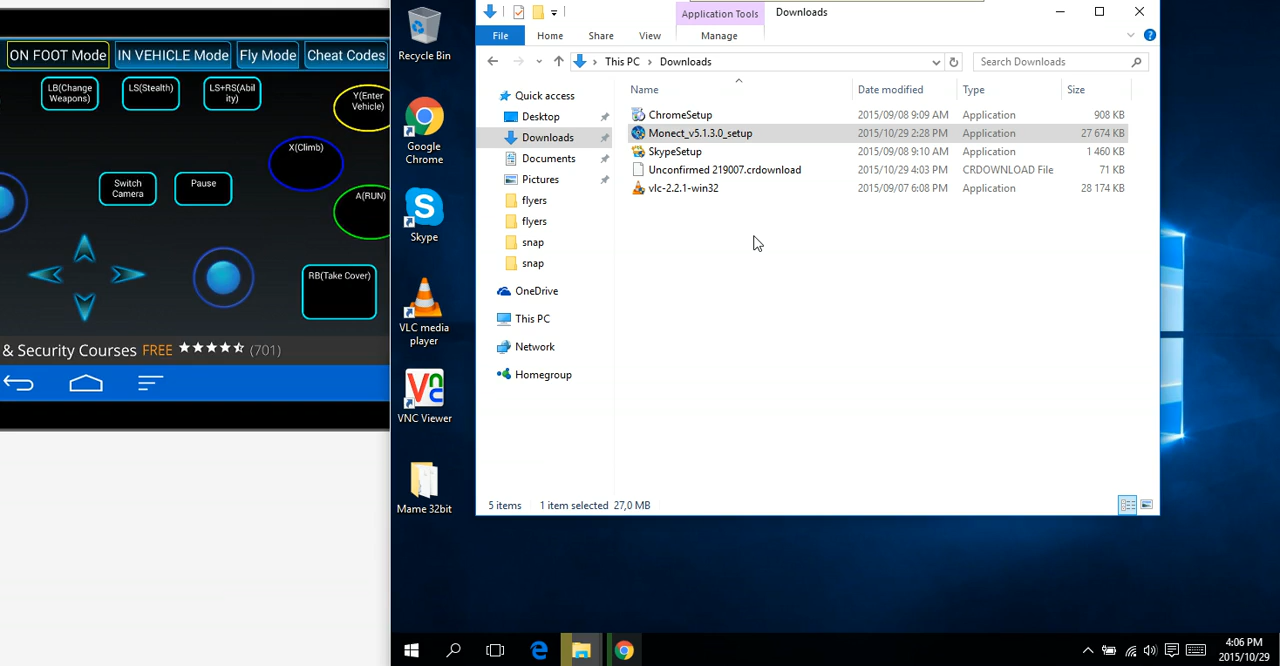 ON FOOT Mode
IN VEHICLE Mode
Fly Mode
Cheat Codes
LB(Change
Weapons)
LS(Stealth)
LS+RS(Abil
ity)
Y(Enter
Vehicle)
X(Climb)
Switch
Camera
Pause
A(RUN)
RB(Take Cover)
& Security Courses FREE (701)
Recycle Bin
Google
Chrome
Skype
VLC media
player
VNC Viewer
Mame 32bit
Application Tools
Downloads
File
Home
Share
View
Manage
This PC
Downloads
Search Downloads
Quick access
Desktop
Downloads
Documents
Pictures
flyers
flyers
snap
snap
OneDrive
This PC
Network
Homegroup
Name Date modified Type Size
ChromeSetup 2015/09/08 9:09 AM Application 908 KB
Monect_v5.1.3.0_setup 2015/10/29 2:28 PM Application 27 674 KB
SkypeSetup 2015/09/08 9:10 AM Application 1 460 KB
Unconfirmed 219007.crdownload 2015/10/29 4:03 PM CRDOWNLOAD File 71 KB
vlc-2.2.1-win32 2015/09/07 6:08 PM Application 28 174 KB
5 items 1 item selected 27,0 MB
4:06 PM
2015/10/29